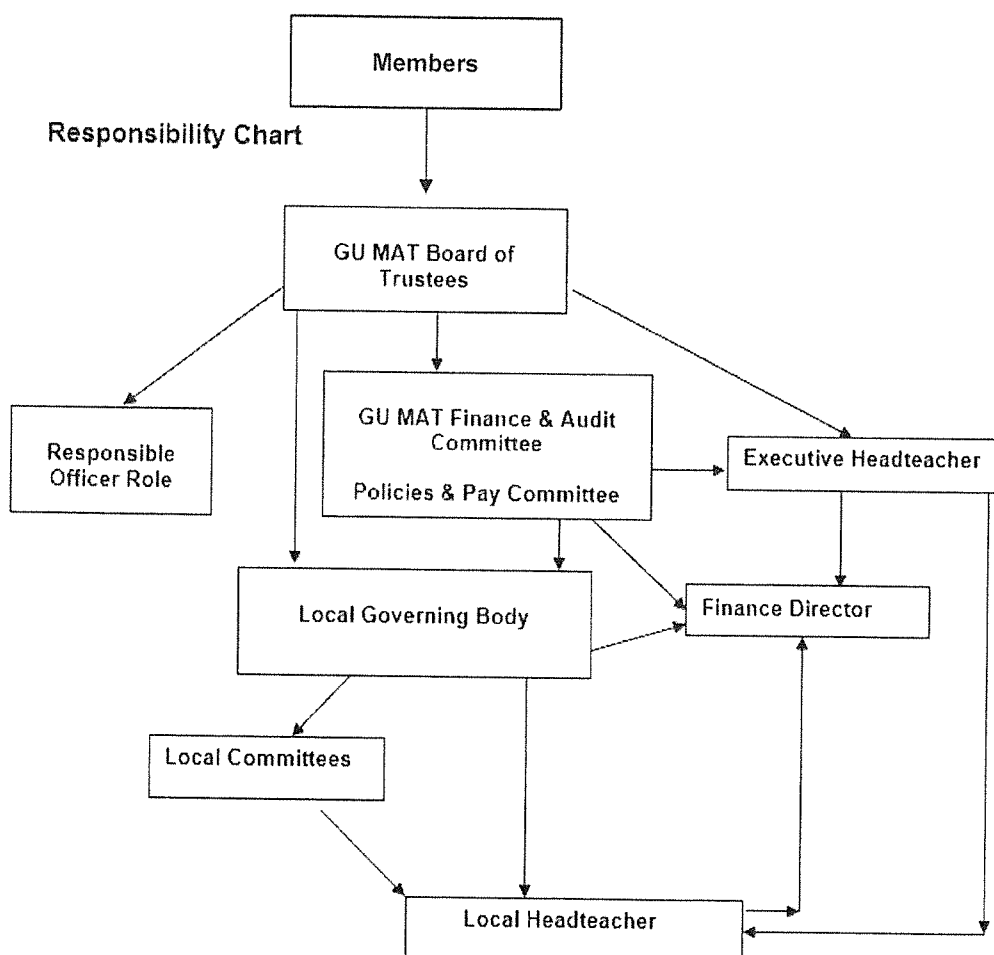 Members
Responsibility Chart
GU MAT Board of
Trustees
GU MAT Finance & Audit
Committee
Policies & Pay Committee
Responsible
Officer Role
Executive Headteacher
Local Governing Body
Finance Director
Local Committees
Local Headteacher